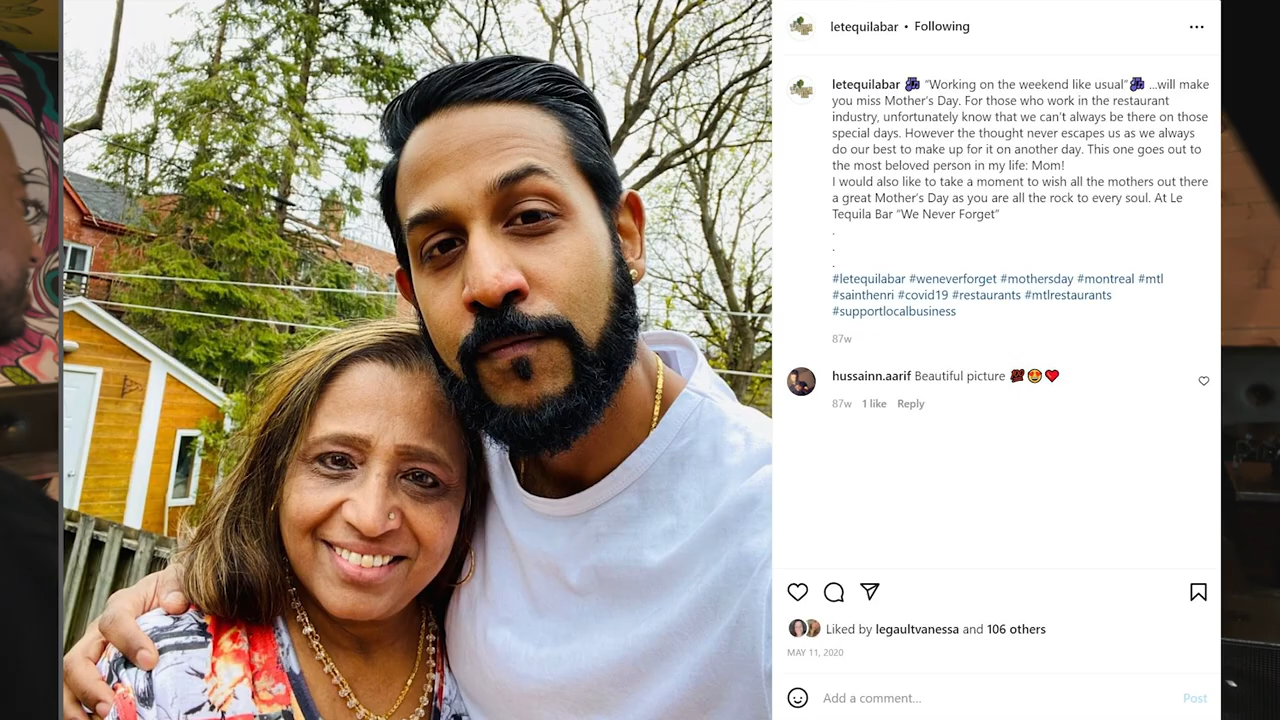 letequilabar • Following
letequilabar "Working on the weekend like usual" ...will make
you miss Mother's Day. For those who work in the restaurant
industry, unfortunately know that we can't always be there on those
special days. However the thought never escapes us as we always
do our best to make up for it on another day. This one goes out to
the most beloved person in my life: Mom!
I would also like to take a moment to wish all the mothers out there
a great Mother's Day as you are all the rock to every soul. At Le
Tequila Bar "We Never Forget"
.
.
.
#letequilabar #weneverforget #mothersday #montreal #mtl
#sainthenri #covid19 #restaurants #mtlrestaurants
#supportlocalbusiness
87w
hussainn.aarif Beautiful picture 💯😍❤️
87w 1 like Reply
Liked by legaultvanessa and 106 others
MAY 11, 2020
Add a comment... Post